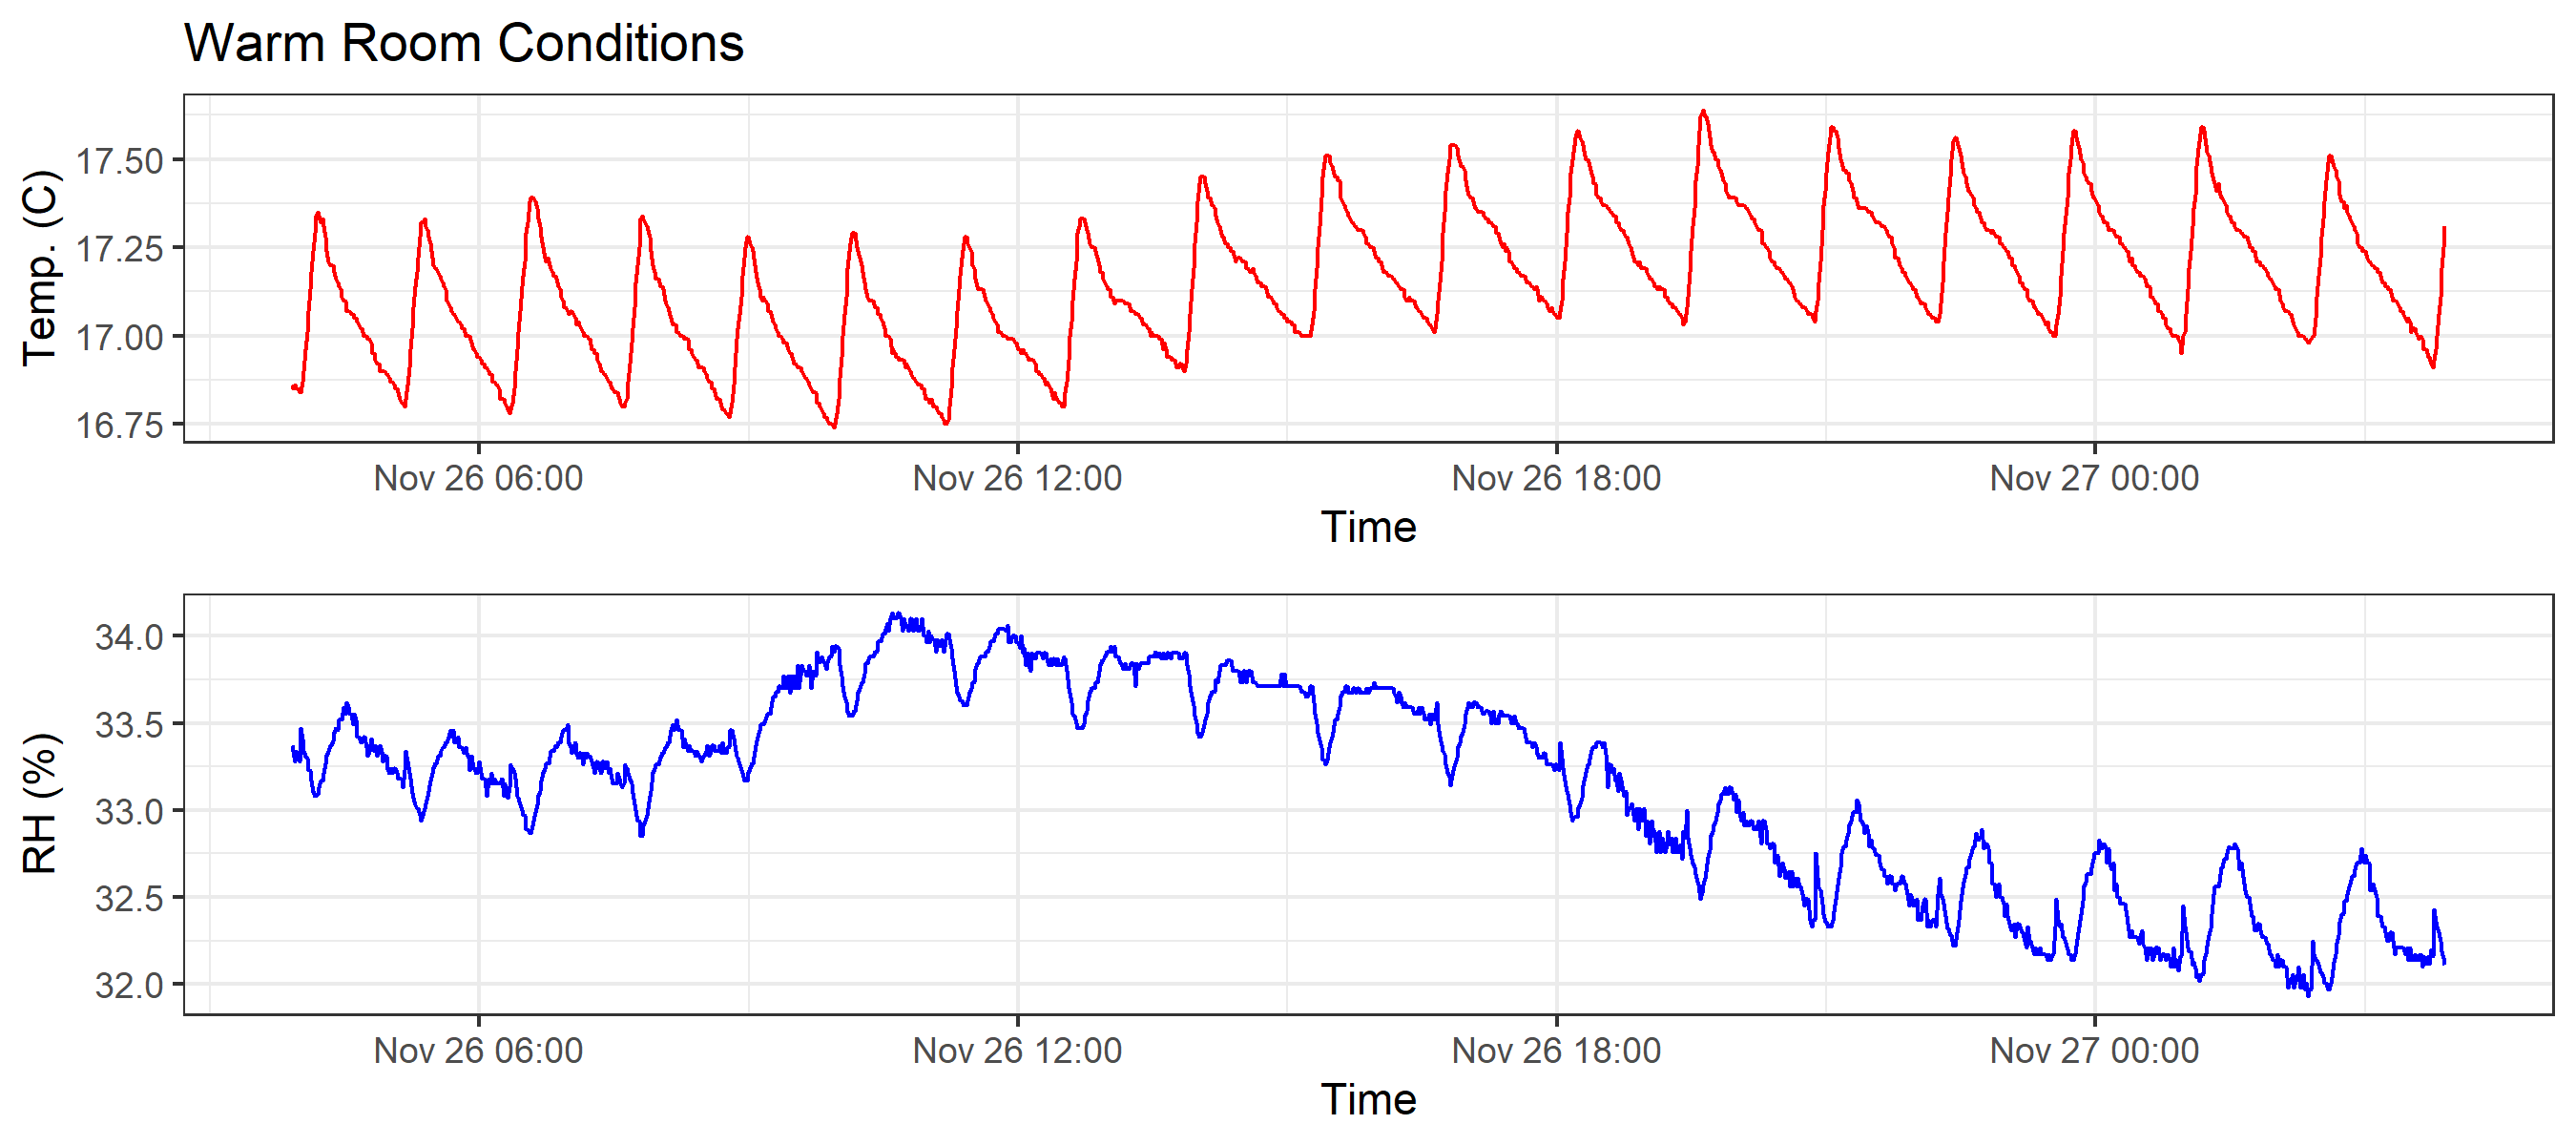 Warm Room Conditions
Temp. (C)
17.50
17.25
17.00
16.75
Nov 26 06:00 Nov 26 12:00 Nov 26 18:00 Nov 27 00:00
Time
RH (%)
34.0
33.5
33.0
32.5
32.0
Nov 26 06:00 Nov 26 12:00 Nov 26 18:00 Nov 27 00:00
Time